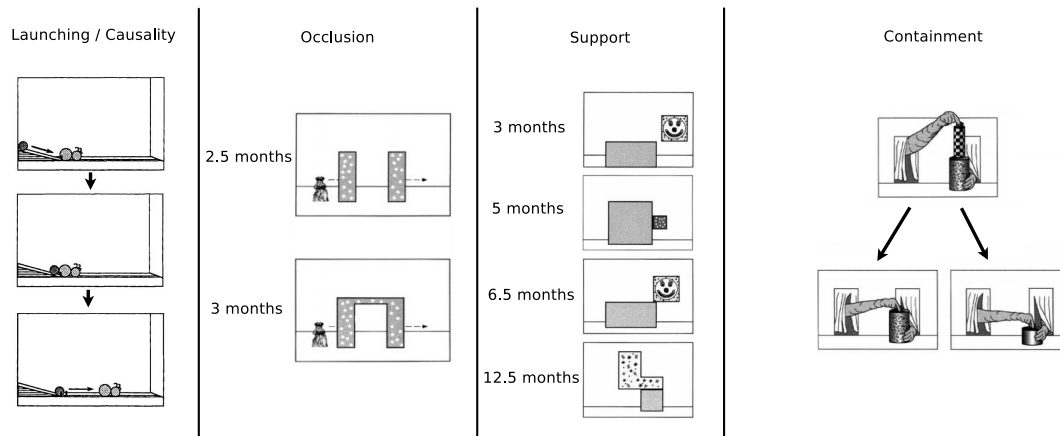 Launching / Causality
Occlusion
2.5 months
3 months
Support
3 months
5 months
6.5 months
12.5 months
Containment